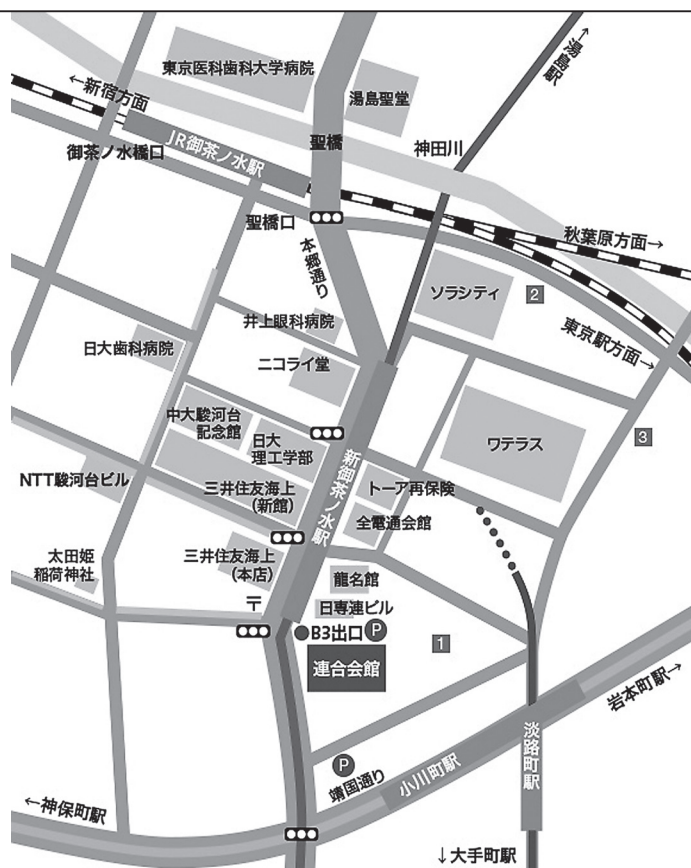 東京医科歯科大学病院
↗湯島駅
湯島聖堂
←新宿方面
聖橋
神田川
御茶ノ水橋口
JR御茶ノ水駅
聖橋口
秋葉原方面→
本郷通り
ソラシティ
2
井上眼科病院
日大歯科病院
ニコライ堂
東京駅方面→
中大駿河台
記念館
日大
理工学部
ワテラス
3
新御茶ノ水駅
NTT駿河台ビル
三井住友海上
(新館)
トーア再保険
全電通会館
太田姫
稲荷神社
三井住友海上
(本店)
龍名館
〒
日専連ビル
●B3出口 P
1
連合会館
岩本町駅→
淡路町駅
P
靖国通り
小川町駅
←神保町駅
↓大手町駅